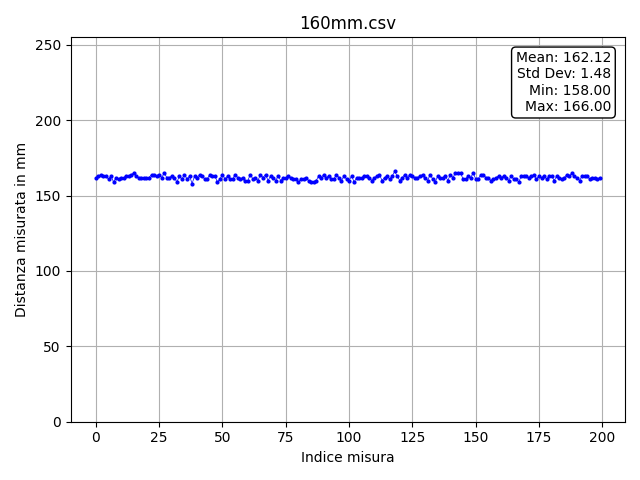 160mm.csv
Mean: 162.12
Std Dev: 1.48
Min: 158.00
Max: 166.00
Distanza misurata in mm
250
200
150
100
50
0
0 25 50 75 100 125 150 175 200
Indice misura